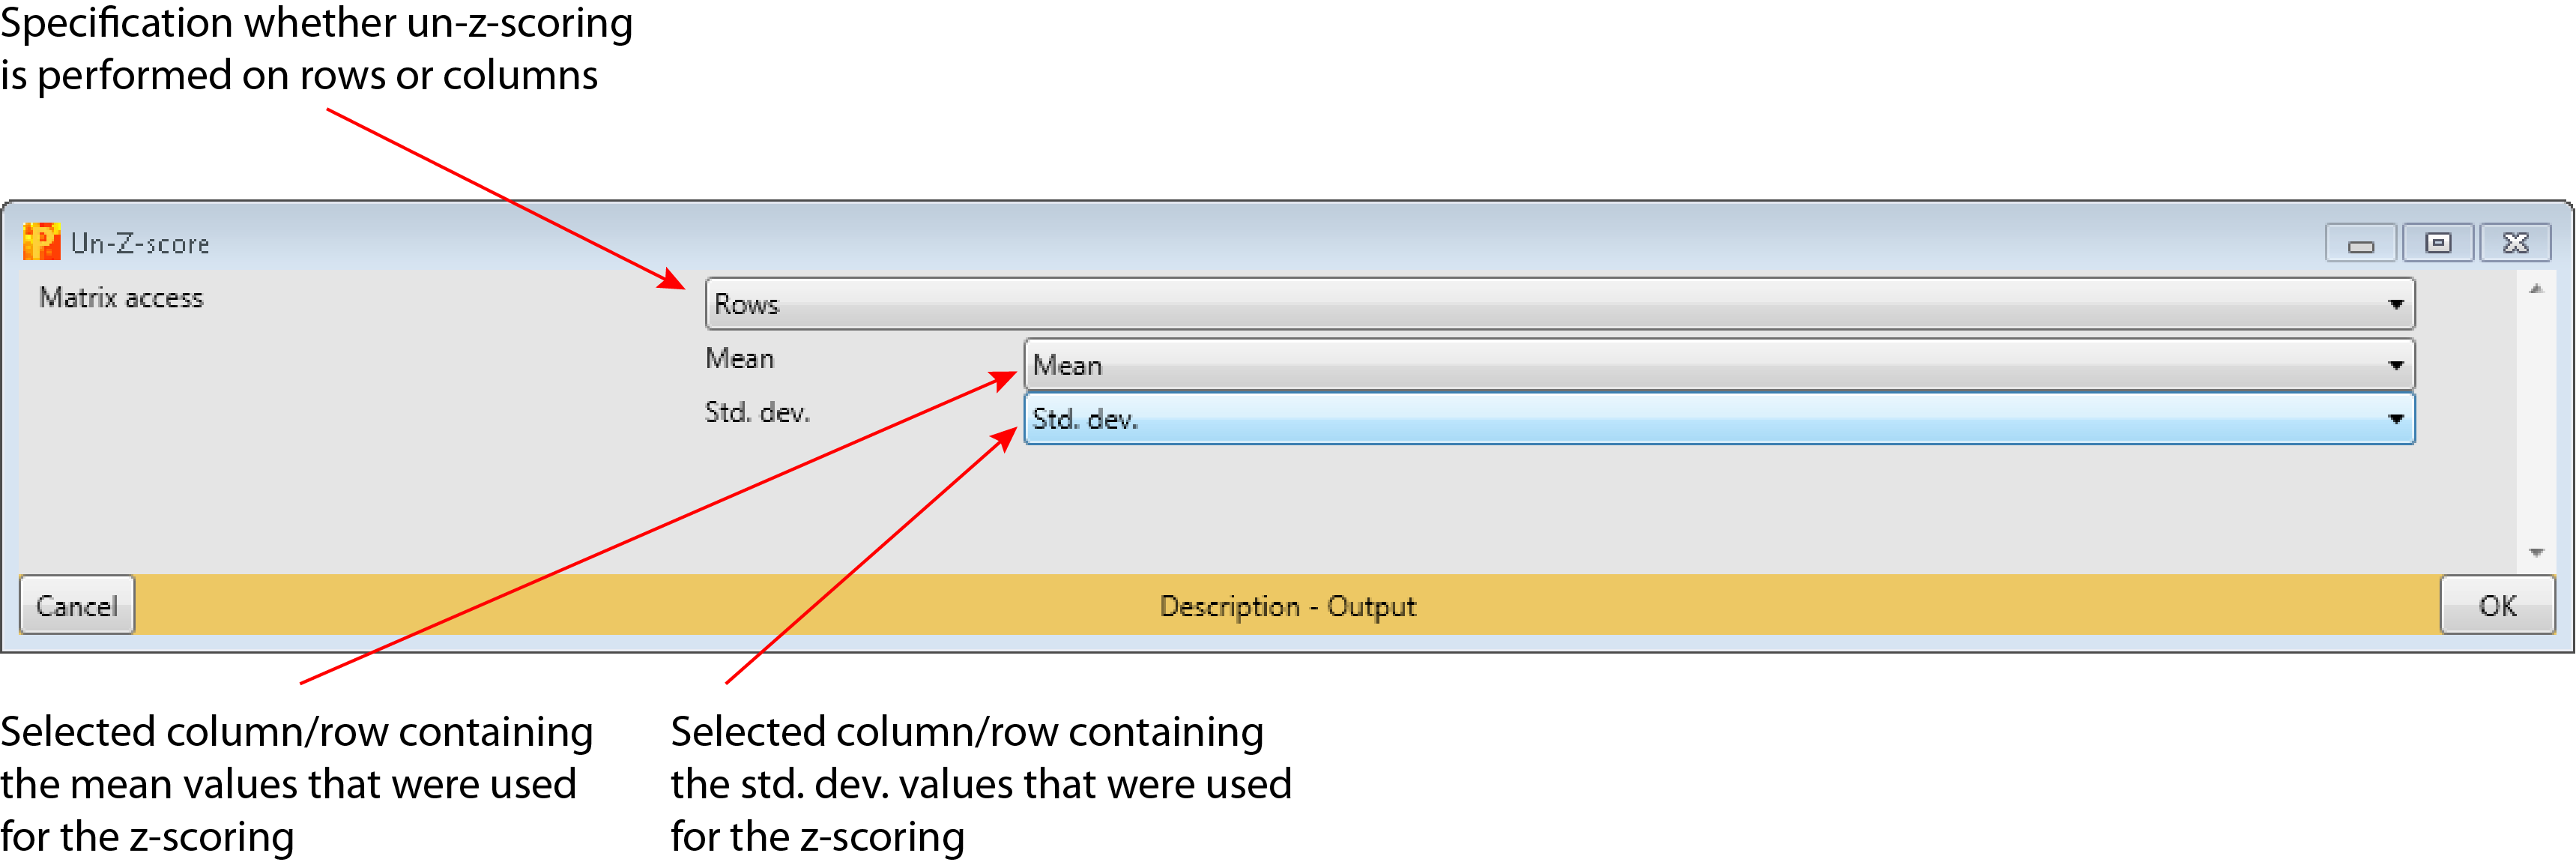 Specification whether un-z-scoring
is performed on rows or columns
P Un-Z-score
Matrix access
Rows
Mean
Mean
Std. dev.
Std. dev.
Cancel
Description - Output
OK
Selected column/row containing
the mean values that were used
for the z-scoring
Selected column/row containing
the std. dev. values that were used
for the z-scoring